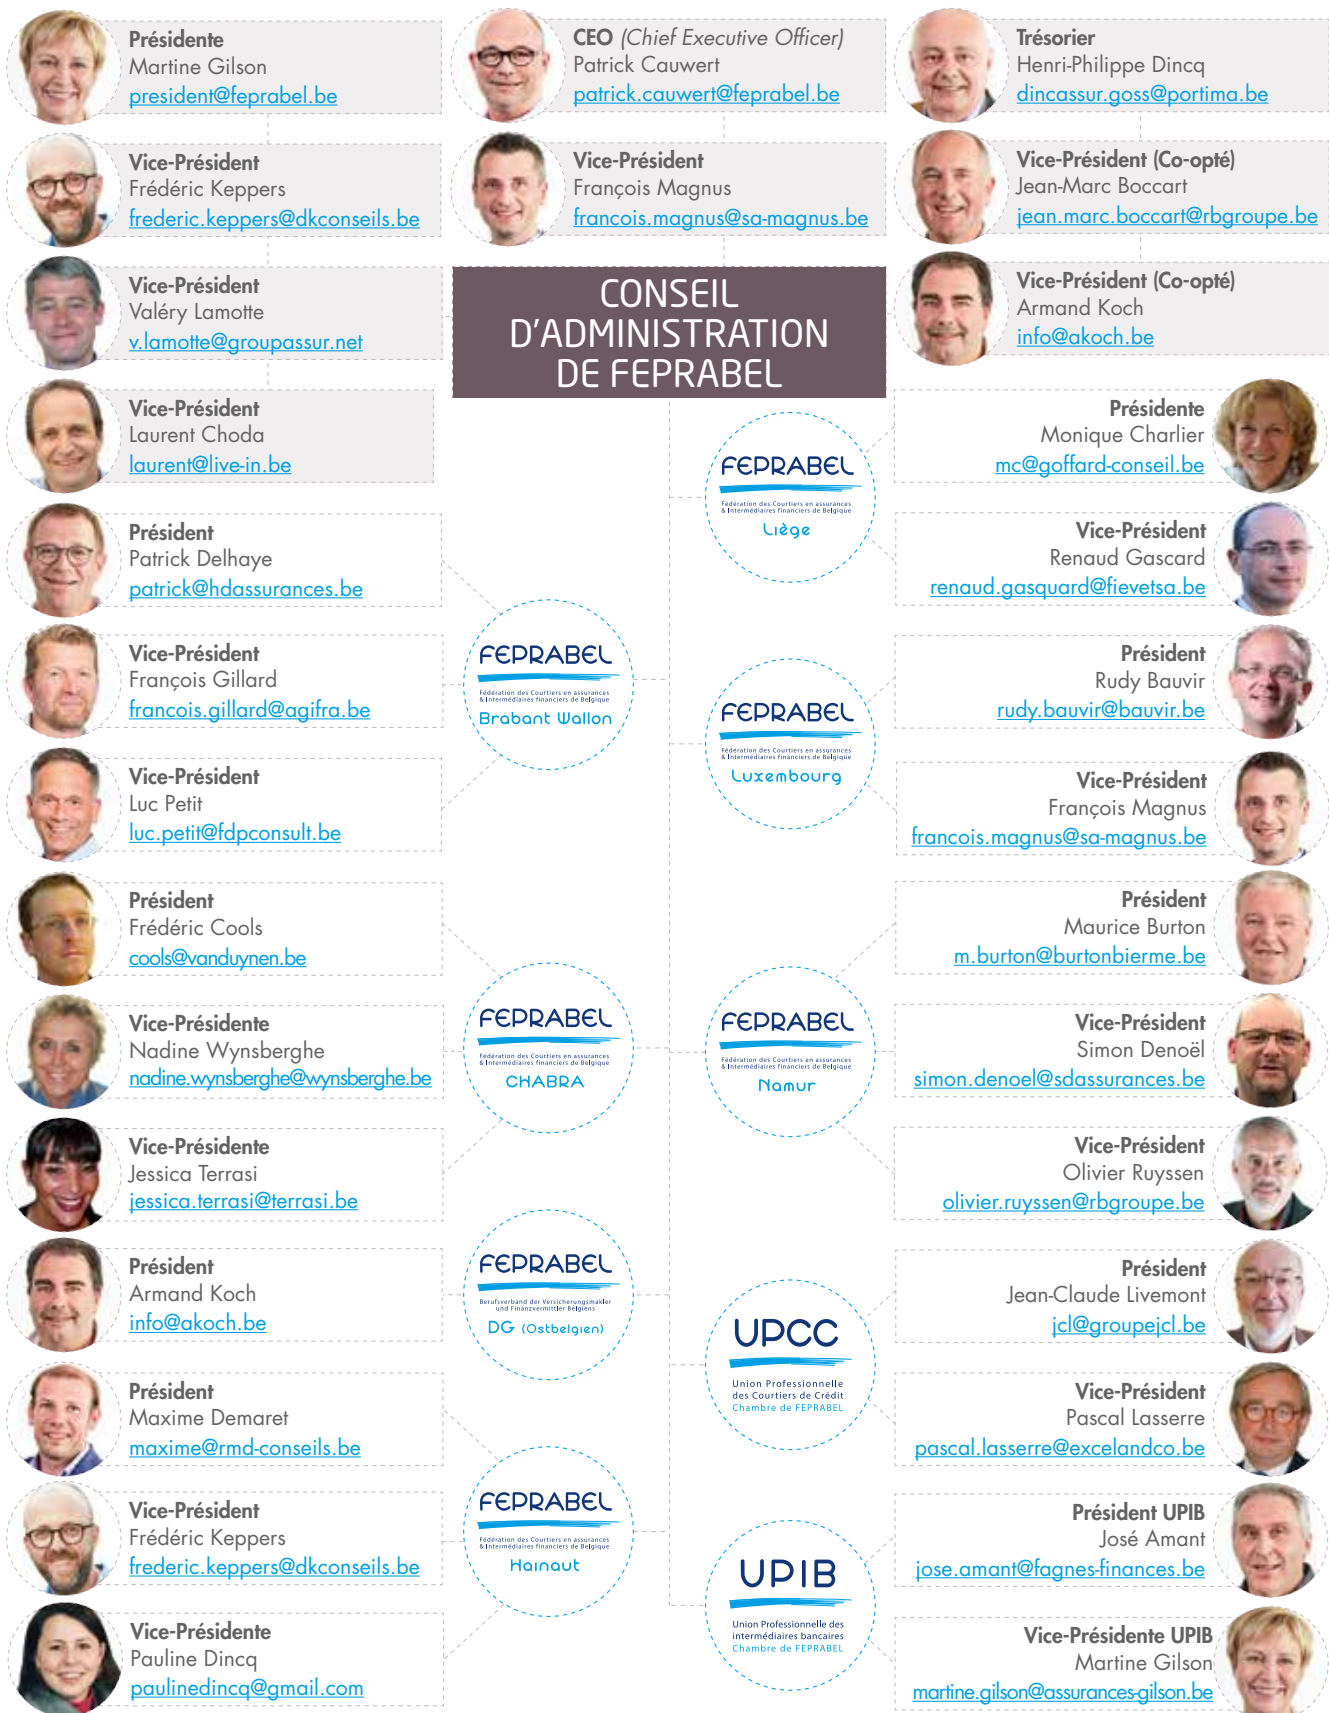 Présidente
Martine Gilson
president@feprabel.be
CEO (Chief Executive Officer)
Patrick Cauwert
patrick.cauwert@feprabel.be
Trésorier
Henri-Philippe Dincq
dincassur.goss@portima.be
Vice-Président
Frédéric Keppers
frederic.keppers@dkconseils.be
Vice-Président
François Magnus
francois.magnus@sa-magnus.be
Vice-Président (Co-opté)
Jean-Marc Boccart
jean.marc.boccart@rbgroupe.be
Vice-Président
Valéry Lamotte
v.lamotte@groupassur.net
CONSEIL
D'ADMINISTRATION
DE FEPRABEL
Vice-Président (Co-opté)
Armand Koch
info@akoch.be
Vice-Président
Laurent Choda
laurent@live-in.be
FEPRABEL
Fédération des Courtiers en assurances
& Intermédiaires financiers de Belgique
Liège
Présidente
Monique Charlier
mc@goffard-conseil.be
Vice-Président
Renaud Gascard
renaud.gasquard@fievetsa.be
Président
Patrick Delhaye
patrick@hdassurances.be
Vice-Président
François Gillard
francois.gillard@agifra.be
Vice-Président
Luc Petit
luc.petit@fdpconsult.be
FEPRABEL
Fédération des Courtiers en assurances
& Intermédiaires financiers de Belgique
Brabant Wallon
FEPRABEL
Fédération des Courtiers en assurances
& Intermédiaires financiers de Belgique
Luxembourg
Président
Rudy Bauvir
rudy.bauvir@bauvir.be
Vice-Président
François Magnus
francois.magnus@sa-magnus.be
Président
Frédéric Cools
cools@vanduynen.be
Vice-Présidente
Nadine Wynsberghe
nadine.wynsberghe@wynsberghe.be
Vice-Présidente
Jessica Terrasi
jessica.terrasi@terrasi.be
FEPRABEL
Fédération des Courtiers en assurances
& Intermédiaires financiers de Belgique
CHABRA
FEPRABEL
Fédération des Courtiers en assurances
& Intermédiaires financiers de Belgique
Namur
Président
Maurice Burton
m.burton@burtonbierme.be
Vice-Président
Simon Denoël
simon.denoel@sdassurances.be
Vice-Président
Olivier Ruyssen
olivier.ruyssen@rbgroupe.be
Président
Armand Koch
info@akoch.be
FEPRABEL
Berufsverband der Versicherungsmakler
und Finanzvermittler Belgiens
DG (Ostbelgien)
UPCC
Union Professionnelle
des Courtiers de Crédit
Chambre de FEPRABEL
Président
Jean-Claude Livemont
jcl@groupejcl.be
Vice-Président
Pascal Lasserre
pascal.lasserre@excelandco.be
Président
Maxime Demaret
maxime@rmd-conseils.be
Vice-Président
Frédéric Keppers
frederic.keppers@dkconseils.be
Vice-Présidente
Pauline Dincq
paulinedincq@gmail.com
FEPRABEL
Fédération des Courtiers en assurances
& Intermédiaires financiers de Belgique
Hainaut
UPIB
Union Professionnelle des
intermédiaires bancaires
Chambre de FEPRABEL
Président UPIB
José Amant
jose.amant@fagnes-finances.be
Vice-Présidente UPIB
Martine Gilson
martine.gilson@assurances-gilson.be